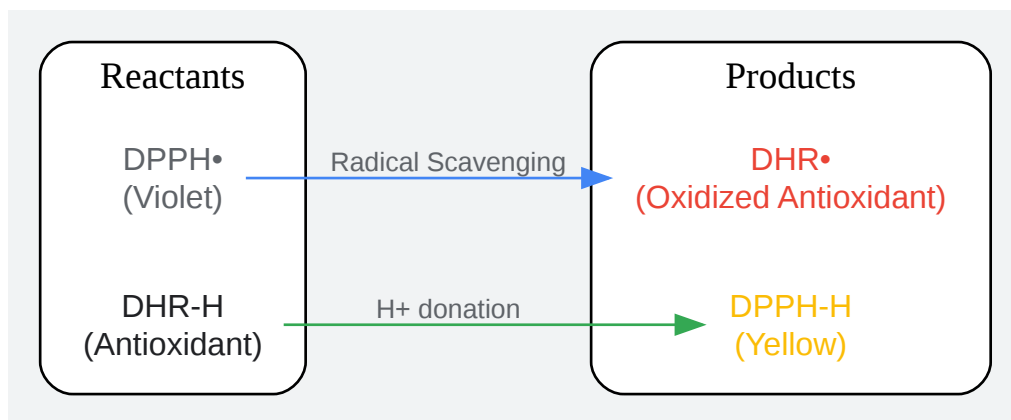 Reactants
DPPH•
(Violet)
DHR-H
(Antioxidant)
Radical Scavenging
H+ donation
Products
DHR•
(Oxidized Antioxidant)
DPPH-H
(Yellow)